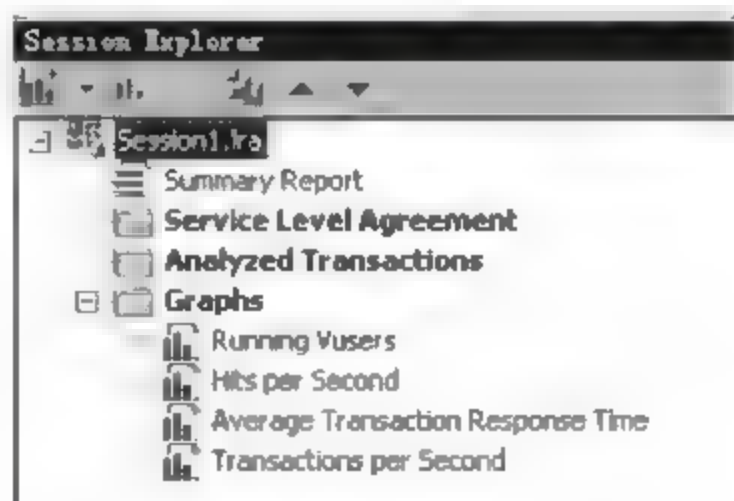 Session Explorer
Session1.lra
Summary Report
Service Level Agreement
Analyzed Transactions
Graphs
Running Vusers
Hits per Second
Average Transaction Response Time
Transactions per Second